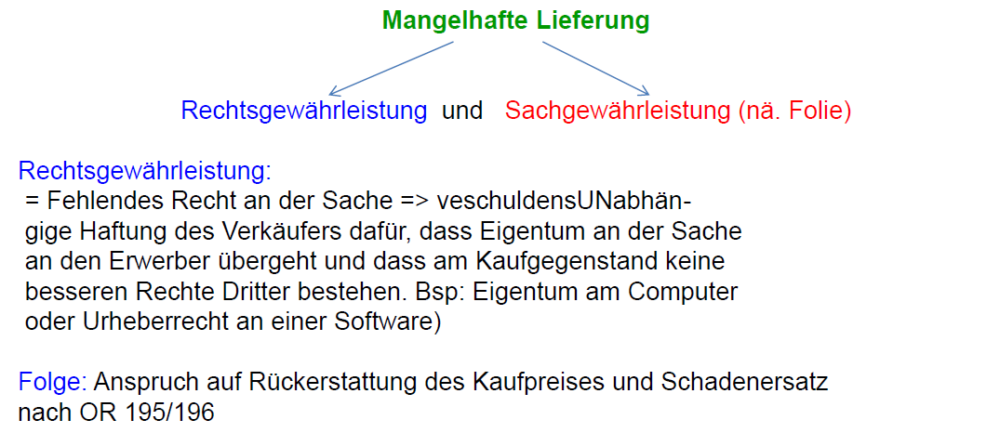 Mangelhafte Lieferung
Rechtsgewährleistung und Sachgewährleistung (nä. Folie)
Rechtsgewährleistung:
= Fehlendes Recht an der Sache => veschuldensUNabhän-
gige Haftung des Verkäufers dafür, dass Eigentum an der Sache
an den Erwerber übergeht und dass am Kaufgegenstand keine
besseren Rechte Dritter bestehen. Bsp: Eigentum am Computer
oder Urheberrecht an einer Software)
Folge: Anspruch auf Rückerstattung des Kaufpreises und Schadenersatz
nach OR 195/196